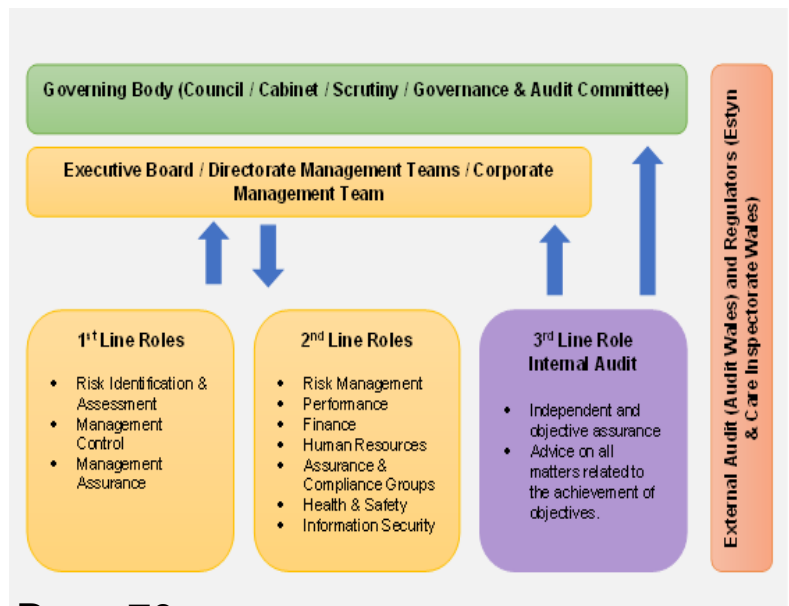 Governing Body (Council / Cabinet / Scrutiny / Governance & Audit Committee)
Executive Board / Directorate Management Teams / Corporate
Management Team
1st Line Roles
• Risk Identification &
Assessment
• Management
Control
• Management
Assurance
2nd Line Roles
• Risk Management
• Performance
• Finance
• Human Resources
• Assurance &
Compliance Groups
• Health & Safety
• Information Security
3rd Line Role
Internal Audit
• Independent and
objective assurance
• Advice on all
matters related to
the achievement of
objectives.
External Audit (Audit Wales) and Regulators (Estyn
& Care Inspectorate Wales)